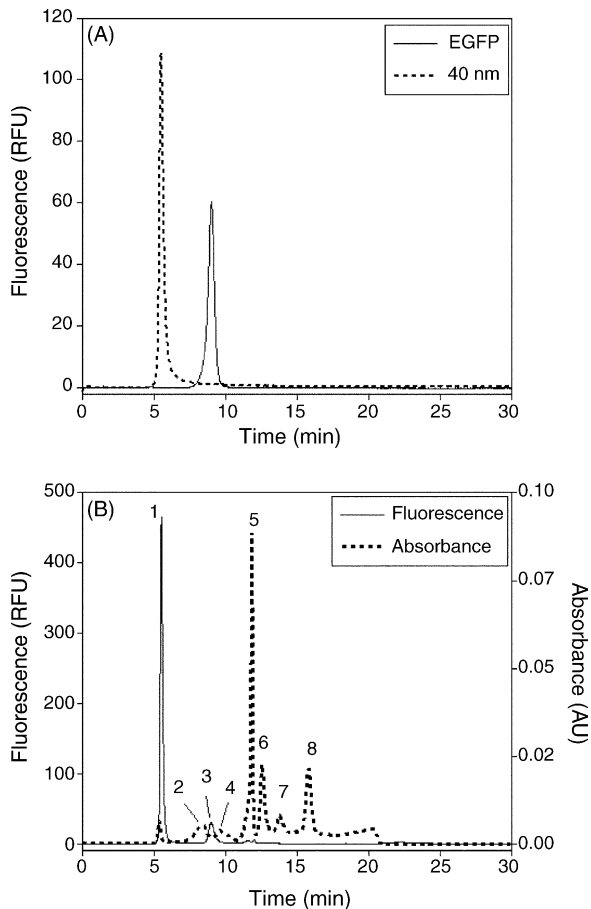 (A)
EGFP
40 nm
120
100
80
60
40
20
0
Fluorescence (RFU)
0 5 10 15 20 25 30
Time (min)
(B)
Fluorescence
Absorbance
500
400
300
200
100
0
Fluorescence (RFU)
0.10
0.07
0.05
0.02
0.00
Absorbance (AU)
1
2
3
4
5
6
7
8
0 5 10 15 20 25 30
Time (min)